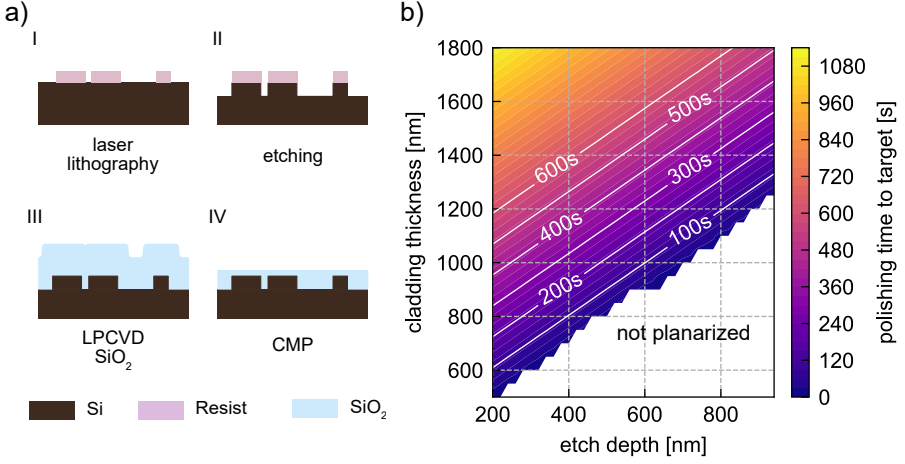 a)
I
II
laser
lithography
etching
III
IV
LPCVD
SiO2
CMP
Si
Resist
SiO2
b)
1800
1600
1400
1200
1000
800
600
cladding thickness [nm]
200
400
600
800
etch depth [nm]
600s
500s
400s
300s
200s
100s
not planarized
1080
960
840
720
600
480
360
240
120
0
polishing time to target [s]